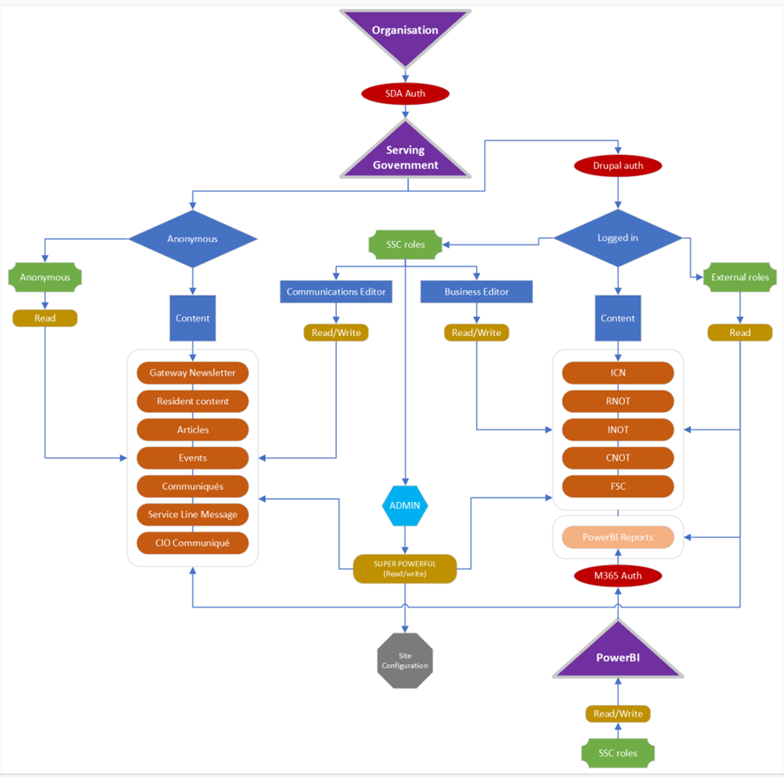 Organisation
SDA Auth
Serving
Government
Drupal auth
Anonymous
SSC roles
Logged in
Anonymous
External roles
Communications Editor
Business Editor
Read
Content
Read/Write
Read/Write
Content
Read
Gateway Newsletter
Resident content
Articles
Events
Communiqués
Service Line Message
CIO Communiqué
ICN
RNOT
INOT
CNOT
FSC
ADMIN
PowerBI Reports
SUPER POWERFUL
(Read/write)
M365 Auth
Site
Configuration
PowerBI
Read/Write
SSC roles